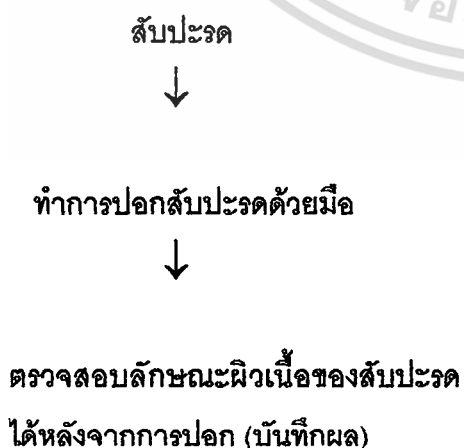 สับปะรด
↓
ทำการปอกสับปะรดด้วยมือ
↓
ตรวจสอบลักษณะผิวเนื้อของสับปะรด
ได้หลังจากการปอก (บันทึกผล)